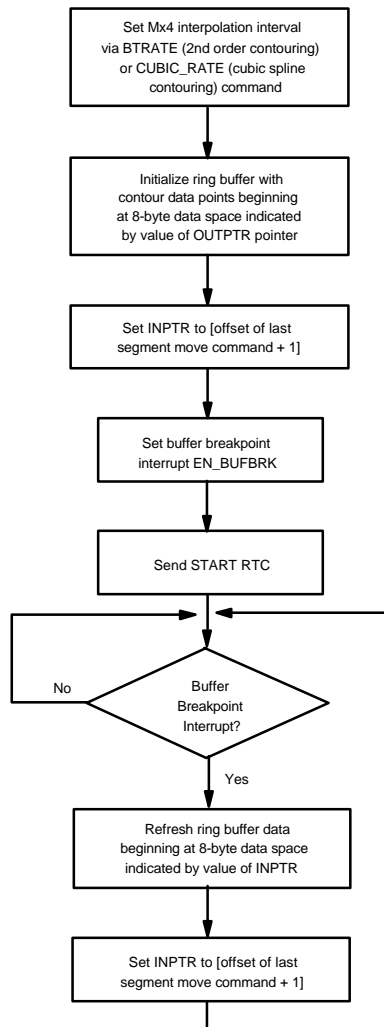 Set Mx4 interpolation interval
via BTRATE (2nd order contouring)
or CUBIC_RATE (cubic spline
contouring) command
Initialize ring buffer with
contour data points beginning
at 8-byte data space indicated
by value of OUTPTR pointer
Set INPTR to [offset of last
segment move command + 1]
Set buffer breakpoint
interrupt EN_BUFBRK
Send START RTC
No
Buffer
Breakpoint
Interrupt?
Yes
Refresh ring buffer data
beginning at 8-byte data space
indicated by value of INPTR
Set INPTR to [offset of last
segment move command + 1]